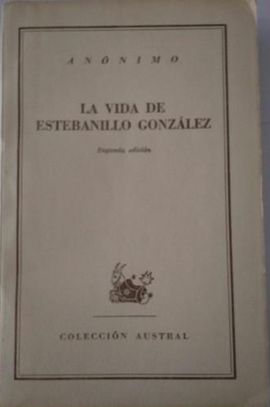 ANÓNIMO
LA VIDA DE
ESTEBANILLO GONZÁLEZ
Segunda edición
COLECCIÓN AUSTRAL